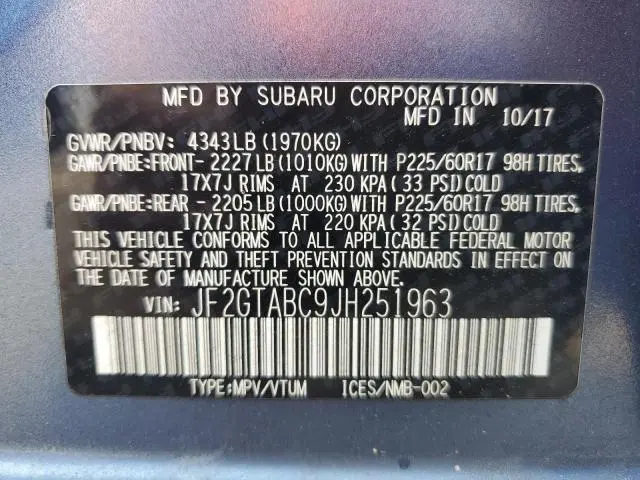 MFD BY SUBARU CORPORATION
MFD IN 10/17
GVWR/PNBV: 4343LB(1970KG)
GAWR/PNBE:FRONT-2227LB(1010KG)WITH P225/60R17 98H TIRES,
17X7J RIMS AT 230 KPA(33 PSI)COLD
GAWR/PNBE:REAR -2205LB(1000KG)WITH P225/60R17 98H TIRES,
17X7J RIMS AT 220 KPA(32 PSI)COLD
THIS VEHICLE CONFORMS TO ALL APPLICABLE FEDERAL MOTOR
VEHICLE SAFETY AND THEFT PREVENTION STANDARDS IN EFFECT
ON THE DATE OF MANUFACTURE SHOWN ABOVE.
VIN: JF2GTABC9JH251963
TYPE:MPV/VTUM ICES/NMB-002